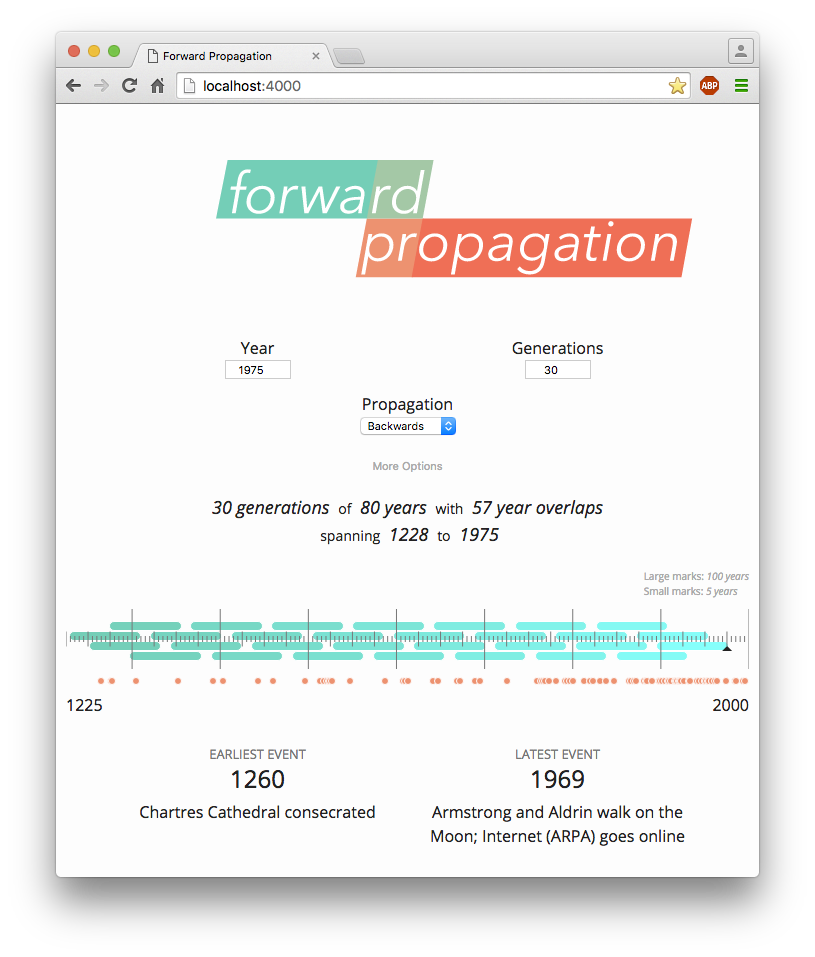 Forward Propagation
localhost:4000
ABP
forward
propagation
Year
Generations
1975
30
Propagation
Backwards
More Options
30 generations of 80 years with 57 year overlaps
spanning 1228 to 1975
Large marks: 100 years
Small marks: 5 years
1225
2000
EARLIEST EVENT
LATEST EVENT
1260
1969
Chartres Cathedral consecrated
Armstrong and Aldrin walk on the
Moon; Internet (ARPA) goes online